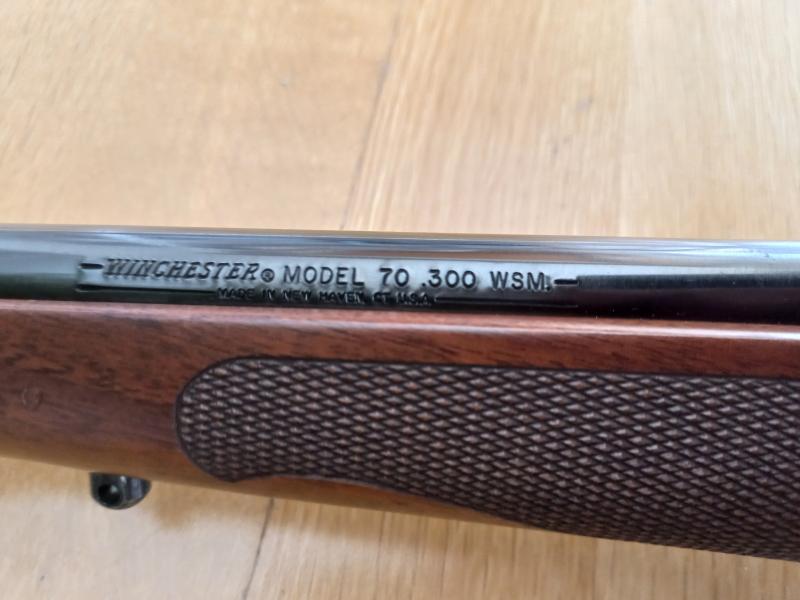 -WINCHESTER® MODEL 70 .300 WSM.-
MADE IN NEW HAVEN, CT. U.S.A.